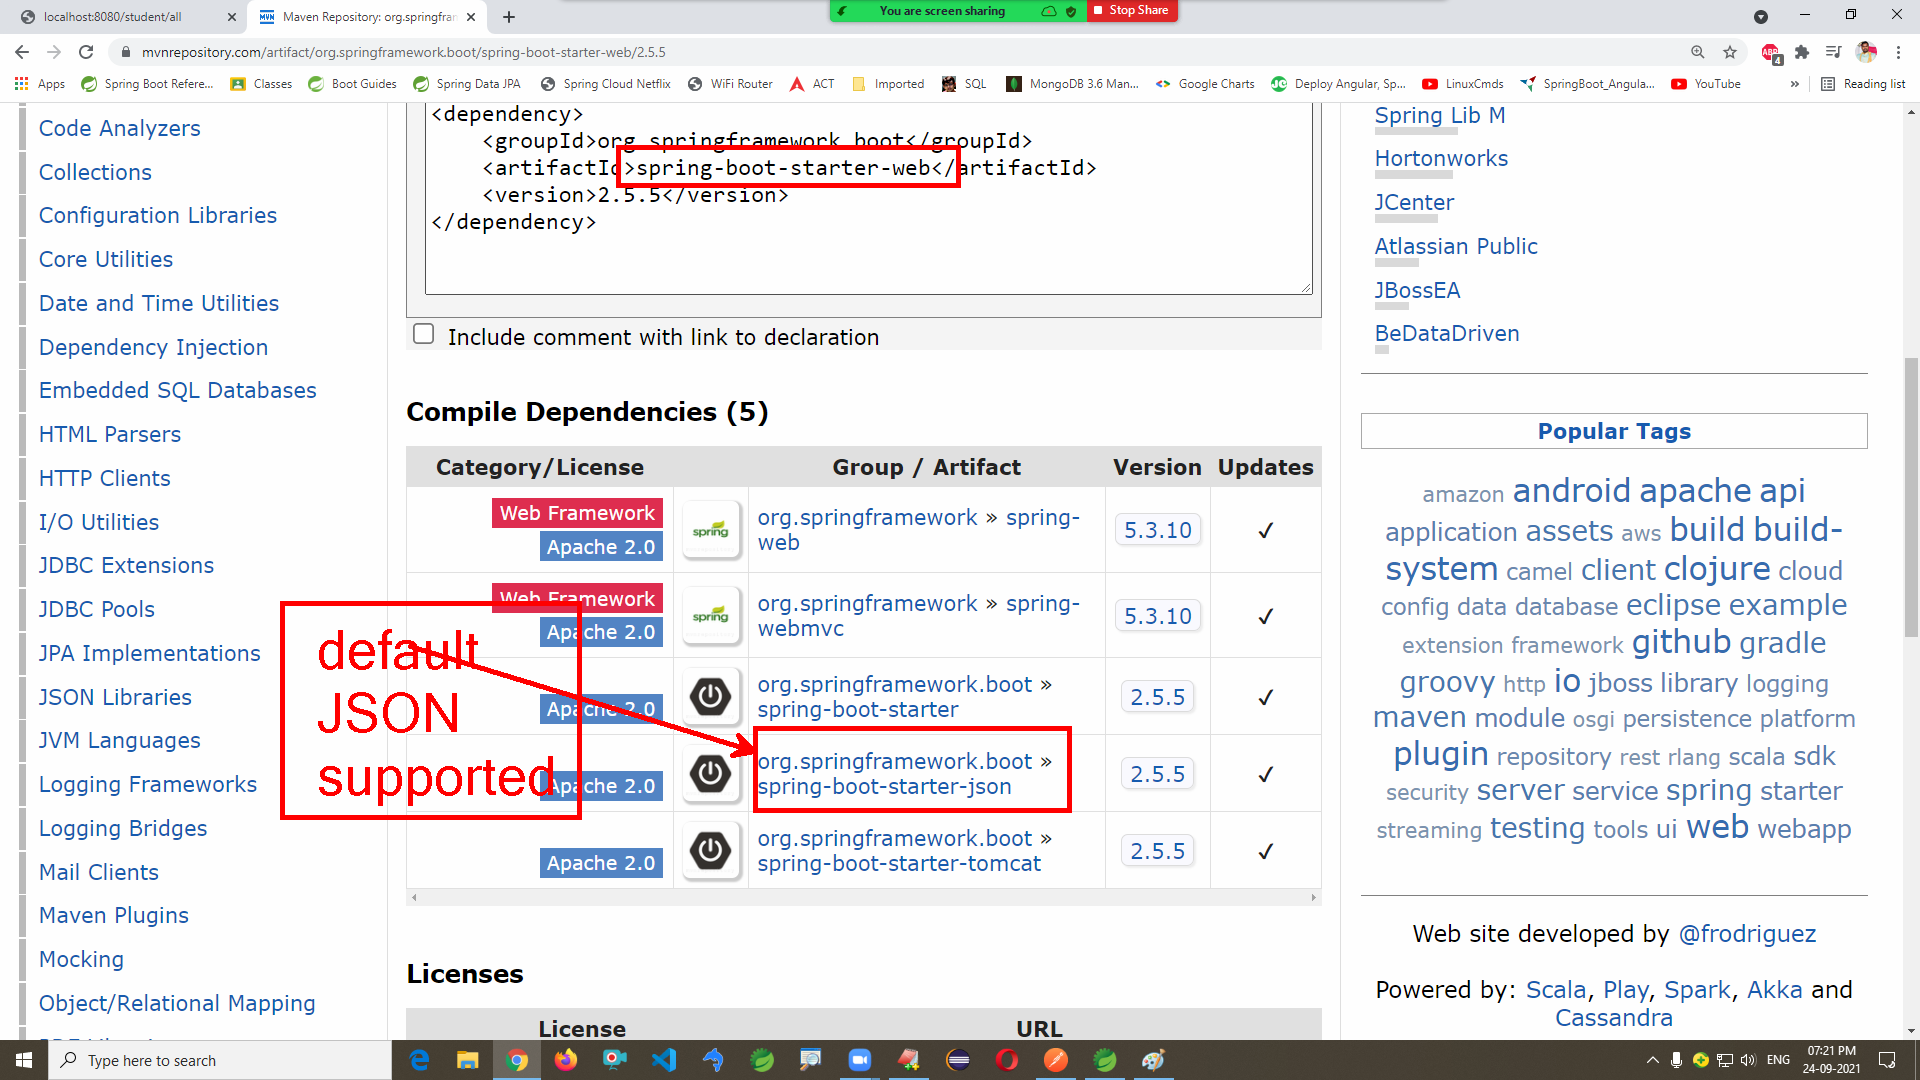 localhost:8080/student/all
Maven Repository: org.springfran
You are screen sharing
Stop Share
mvnrepository.com/artifact/org.springframework.boot/spring-boot-starter-web/2.5.5
ABP
4
Apps
Spring Boot Refere...
Classes
Boot Guides
Spring Data JPA
Spring Cloud Netflix
WiFi Router
ACT
Imported
SQL
MongoDB 3.6 Man...
Google Charts
Deploy Angular, Sp...
LinuxCmds
SpringBoot_Angula...
YouTube
»
Reading list
Code Analyzers
Collections
Configuration Libraries
Core Utilities
Date and Time Utilities
Dependency Injection
Embedded SQL Databases
HTML Parsers
HTTP Clients
I/O Utilities
JDBC Extensions
JDBC Pools
JPA Implementations
JSON Libraries
JVM Languages
Logging Frameworks
Logging Bridges
Mail Clients
Maven Plugins
Mocking
Object/Relational Mapping
<dependency>
<groupId>org.springframework.boot</groupId>
<artifactId>spring-boot-starter-web</artifactId>
<version>2.5.5</version>
</dependency>
Include comment with link to declaration
Compile Dependencies (5)
Category/License Group / Artifact Version Updates
Web Framework
Apache 2.0
spring
org.springframework » spring-
web
5.3.10 ✓
Web Framework
Apache 2.0
spring
org.springframework » spring-
webmvc
5.3.10 ✓
Apache 2.0
org.springframework.boot »
spring-boot-starter
2.5.5 ✓
Apache 2.0
org.springframework.boot »
spring-boot-starter-json
2.5.5 ✓
Apache 2.0
org.springframework.boot »
spring-boot-starter-tomcat
2.5.5 ✓
default
JSON
supported
Licenses
License URL
Spring Lib M
Hortonworks
JCenter
Atlassian Public
JBossEA
BeDataDriven
Popular Tags
amazon android apache api
application assets aws build build-
system camel client clojure cloud
config data database eclipse example
extension framework github gradle
groovy http io jboss library logging
maven module osgi persistence platform
plugin repository rest rlang scala sdk
security server service spring starter
streaming testing tools ui web webapp
Web site developed by @frodriguez
Powered by: Scala, Play, Spark, Akka and
Cassandra
Type here to search
ENG
07:21 PM
24-09-2021